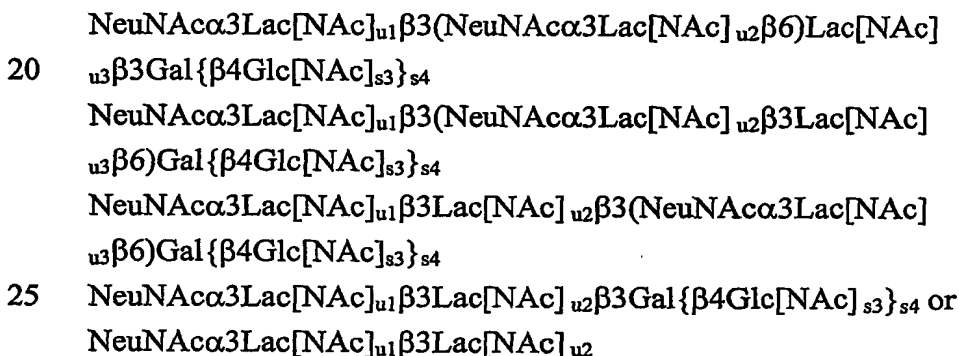 NeuNAcα3Lac[NAc]u1β3(NeuNAcα3Lac[NAc] u2β6)Lac[NAc]
20 u3β3Gal{β4Glc[NAc]s3}s4
NeuNAcα3Lac[NAc]u1β3(NeuNAcα3Lac[NAc] u2β3Lac[NAc]
u3β6)Gal{β4Glc[NAc]s3}s4
NeuNAcα3Lac[NAc]u1β3Lac[NAc] u2β3(NeuNAcα3Lac[NAc]
u3β6)Gal{β4Glc[NAc]s3}s4
25 NeuNAcα3Lac[NAc]u1β3Lac[NAc] u2β3Gal{β4Glc[NAc] s3}s4 or
NeuNAcα3Lac[NAc]u1β3Lac[NAc] u2